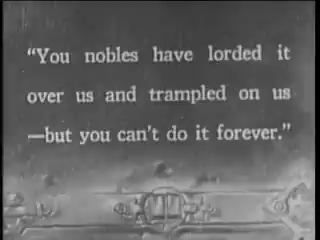 “You nobles have lorded it
over us and trampled on us
—but you can't do it forever.”